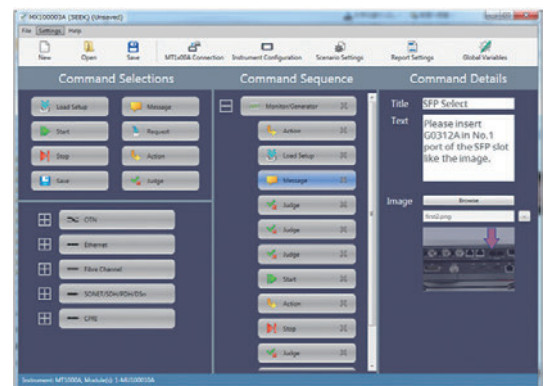 MX100003A (SEEK) (Unsaved)
File Settings Help
New Open Save MT1x00A Connection Instrument Configuration Scenario Settings Report Settings Global Variables
Command Selections
Load Setup Message
Start Request
Stop Action
Save Judge
OTN
Ethernet
Fibre Channel
SONET/SDH/PDH/DSn
CPRI
Command Sequence
Monitor/Generator
Action
Load Setup
Message
Judge
Judge
Judge
Start
Action
Stop
Judge
Command Details
Title SFP Select
Text Please insert
G0312A in No.1
port of the SFP slot
like the image.
Image Browse
first2.png
Instrument: MT1000A, Module(s): 1-MU100010A